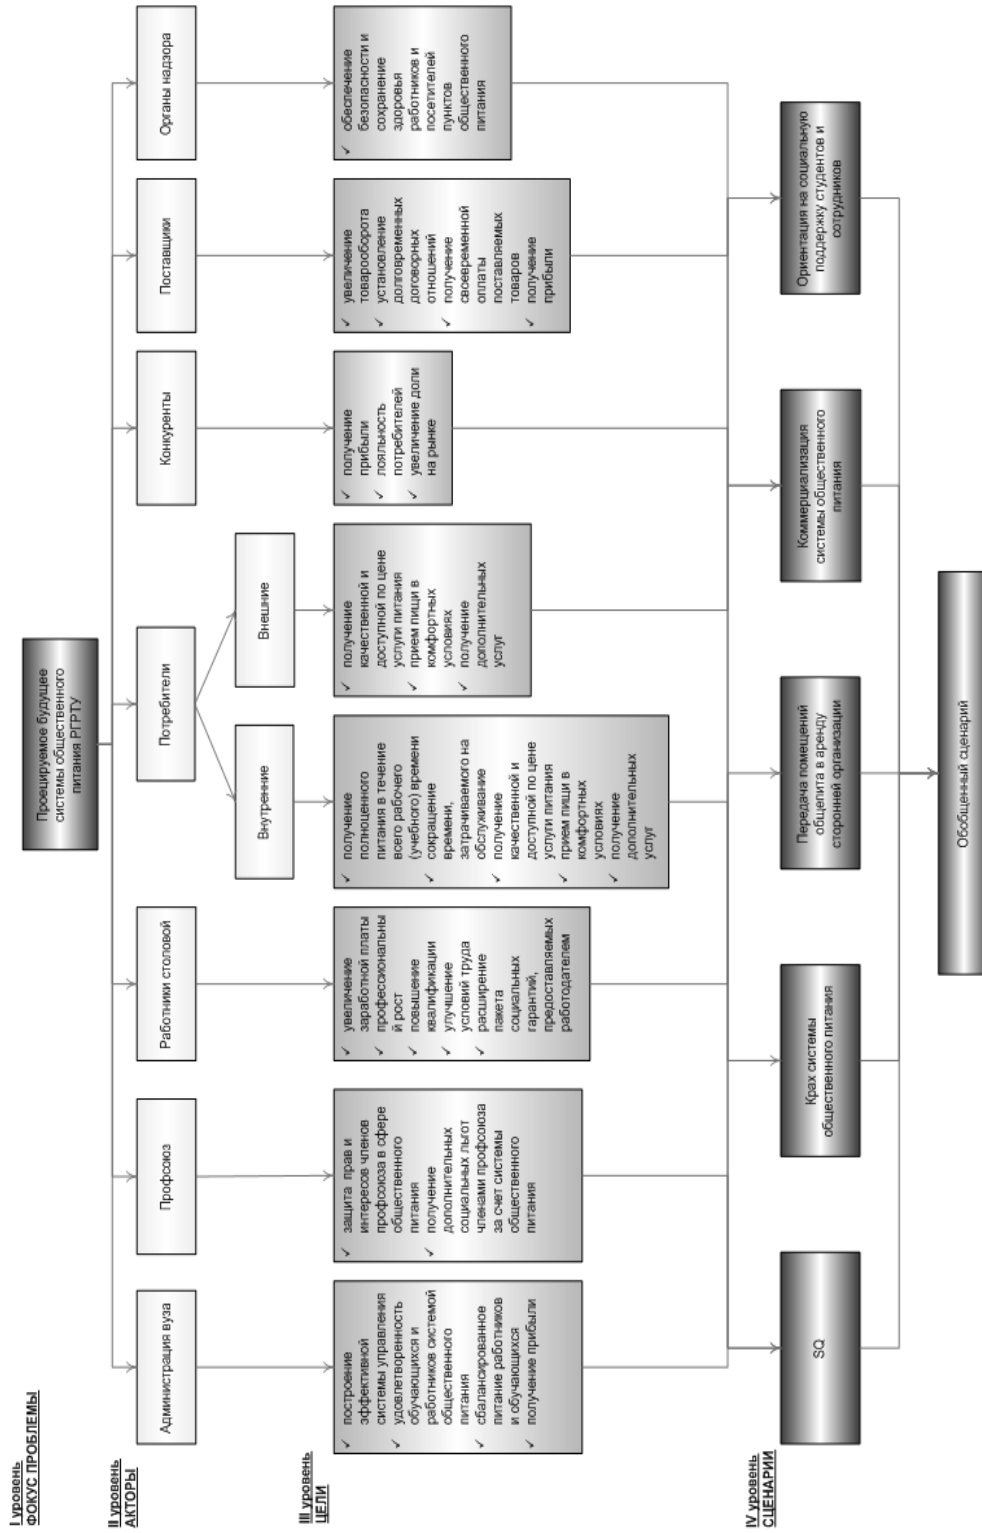 I уровень
ФОКУС ПРОБЛЕМЫ
Проецируемое будущее
системы общественного
питания РГРТУ
II уровень
АКТОРЫ
Администрация вуза
Профсоюз
Работники столовой
Потребители
Конкуренты
Поставщики
Органы надзора
Внутренние
Внешние
III уровень
ЦЕЛИ
✓ построение
эффективной
системы управления
✓ удовлетворенность
обучающихся и
работников системой
общественного
питания
✓ сбалансированное
питание работников
и обучающихся
✓ получение прибыли
✓ защита прав и
интересов членов
профсоюза в сфере
общественного
питания
✓ получение
дополнительных
социальных льгот
членами профсоюза
за счет системы
общественного
питания
✓ увеличение
заработной платы
✓ профессиональны
й рост
✓ повышение
квалификации
✓ улучшение
условий труда
✓ расширение
пакета
социальных
гарантий,
предоставляемых
работодателем
✓ получение
полноценного
питания в течение
всего рабочего
(учебного) времени
✓ сокращение
времени,
затрачиваемого на
обслуживание
✓ получение
качественной и
доступной по цене
услуги питания
✓ прием пищи в
комфортных
условиях
✓ получение
дополнительных
услуг
✓ получение
качественной и
доступной по цене
услуги питания
✓ прием пищи в
комфортных
условиях
✓ получение
дополнительных
услуг
✓ получение
прибыли
✓ лояльность
потребителей
✓ увеличение доли
на рынке
✓ увеличение
товарооборота
✓ установление
долговременных
договорных
отношений
✓ получение
своевременной
оплаты
поставляемых
товаров
✓ получение
прибыли
✓ обеспечение
безопасности и
сохранение
здоровья
работников и
посетителей
пунктов
общественного
питания
IV уровень
СЦЕНАРИИ
SQ
Крах системы
общественного питания
Передача помещений
общепита в аренду
сторонней организации
Коммерциализация
системы общественного
питания
Ориентация на социальную
поддержку студентов и
сотрудников
Обобщенный сценарий